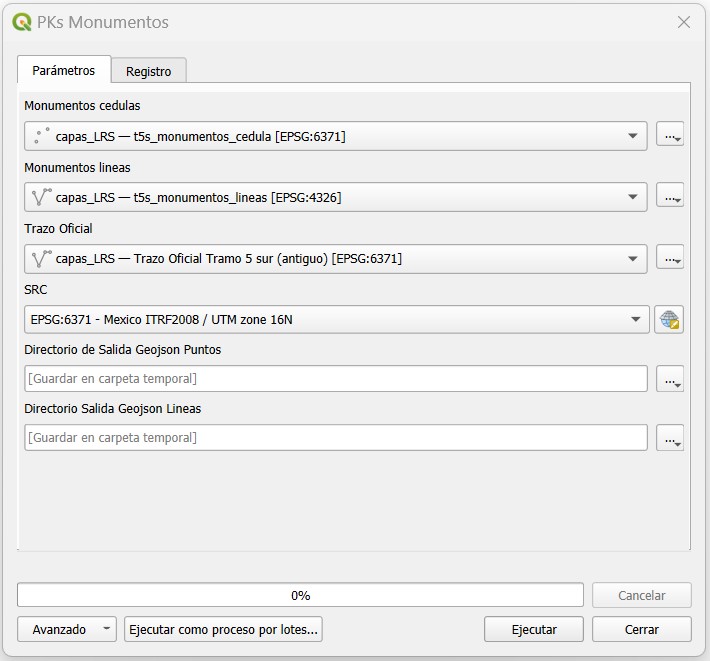 PKs Monumentos
Parámetros
Registro
Monumentos cedulas
capas_LRS — t5s_monumentos_cedula [EPSG:6371]
...
Monumentos lineas
capas_LRS — t5s_monumentos_lineas [EPSG:4326]
...
Trazo Oficial
capas_LRS — Trazo Oficial Tramo 5 sur (antiguo) [EPSG:6371]
...
SRC
EPSG:6371 - Mexico ITRF2008 / UTM zone 16N
Directorio de Salida Geojson Puntos
[Guardar en carpeta temporal]
...
Directorio Salida Geojson Lineas
[Guardar en carpeta temporal]
...
0%
Cancelar
Avanzado
Ejecutar como proceso por lotes...
Ejecutar
Cerrar